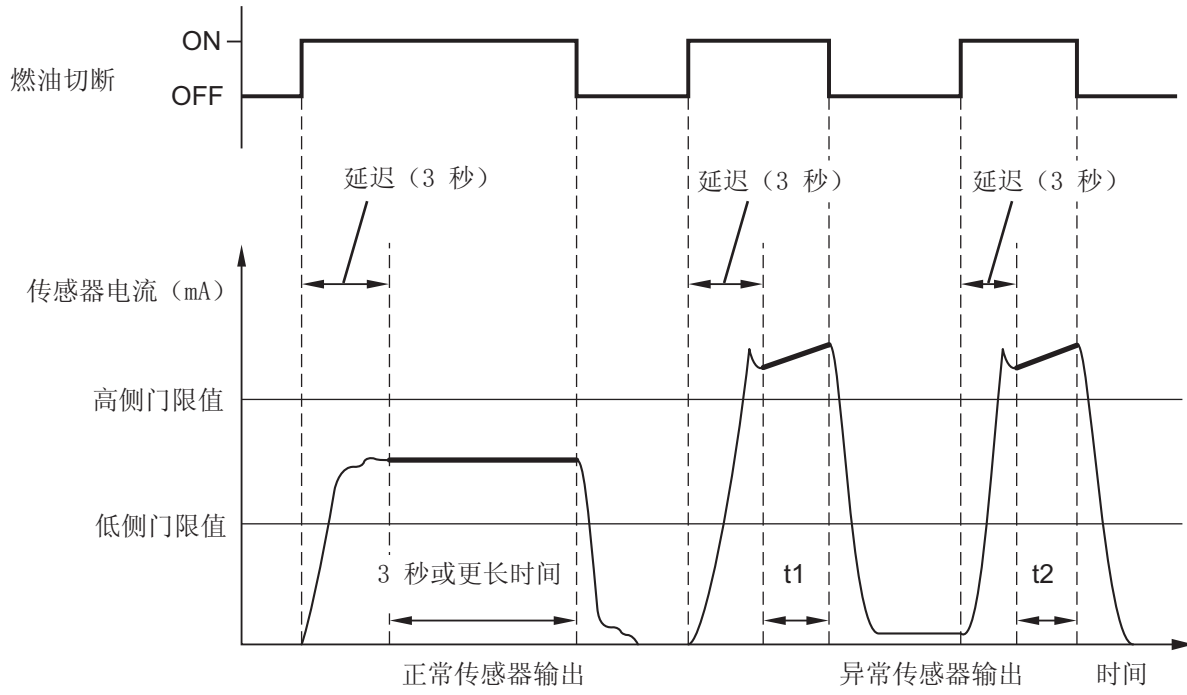 ON
燃油切断
OFF
延迟（3 秒）
延迟（3 秒）
延迟（3 秒）
传感器电流（mA）
高侧门限值
低侧门限值
3 秒或更长时间
t1
t2
正常传感器输出
异常传感器输出
时间